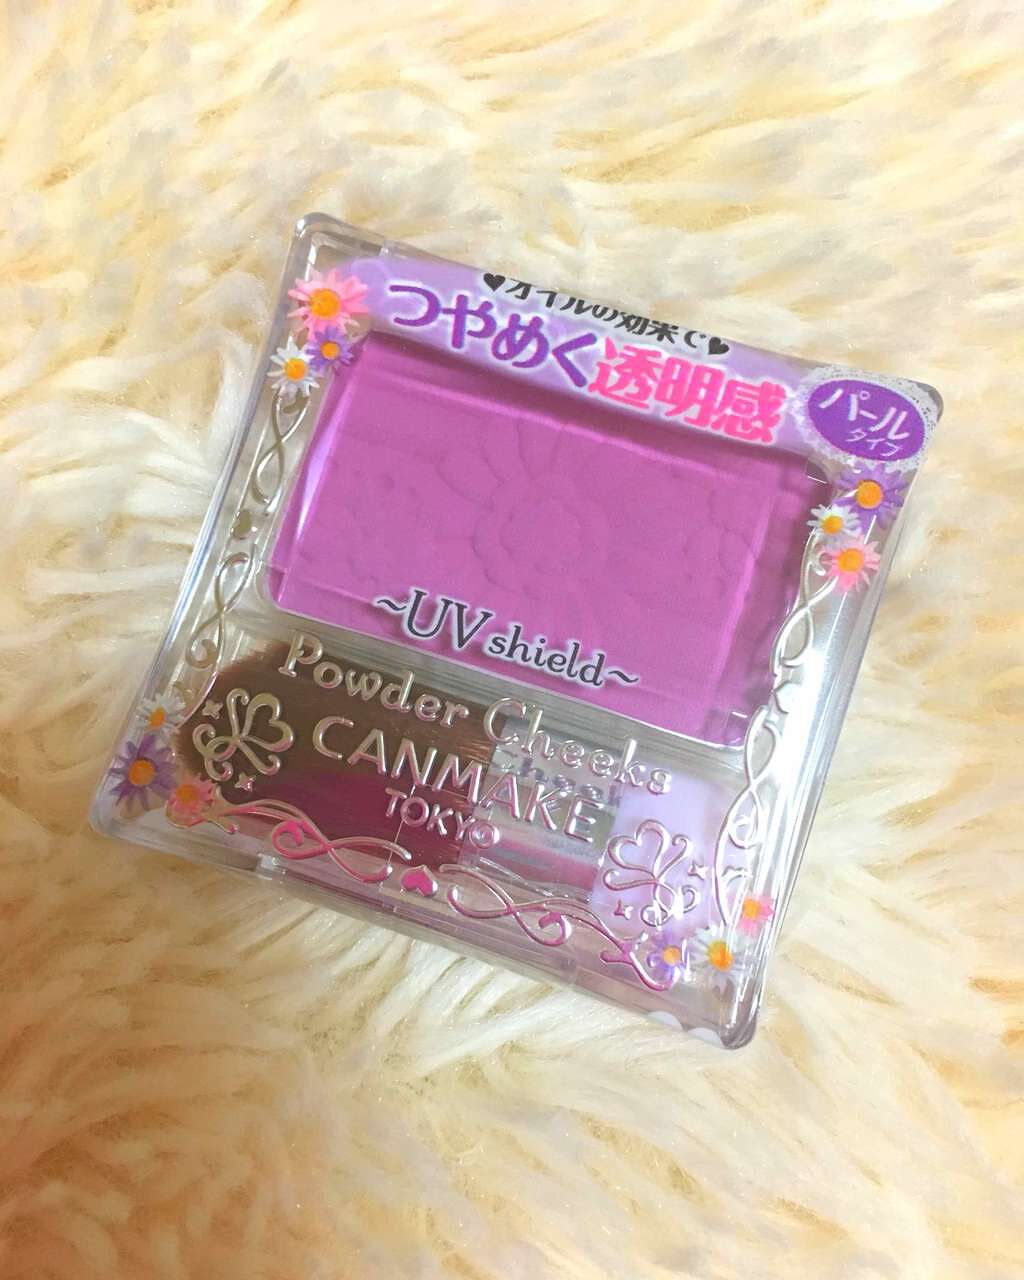 ♥オイルの効果で♥
つやめく透明感
パール
タイプ
~UV shield~
Powder Cheeks
CANMAKE
TOKYO